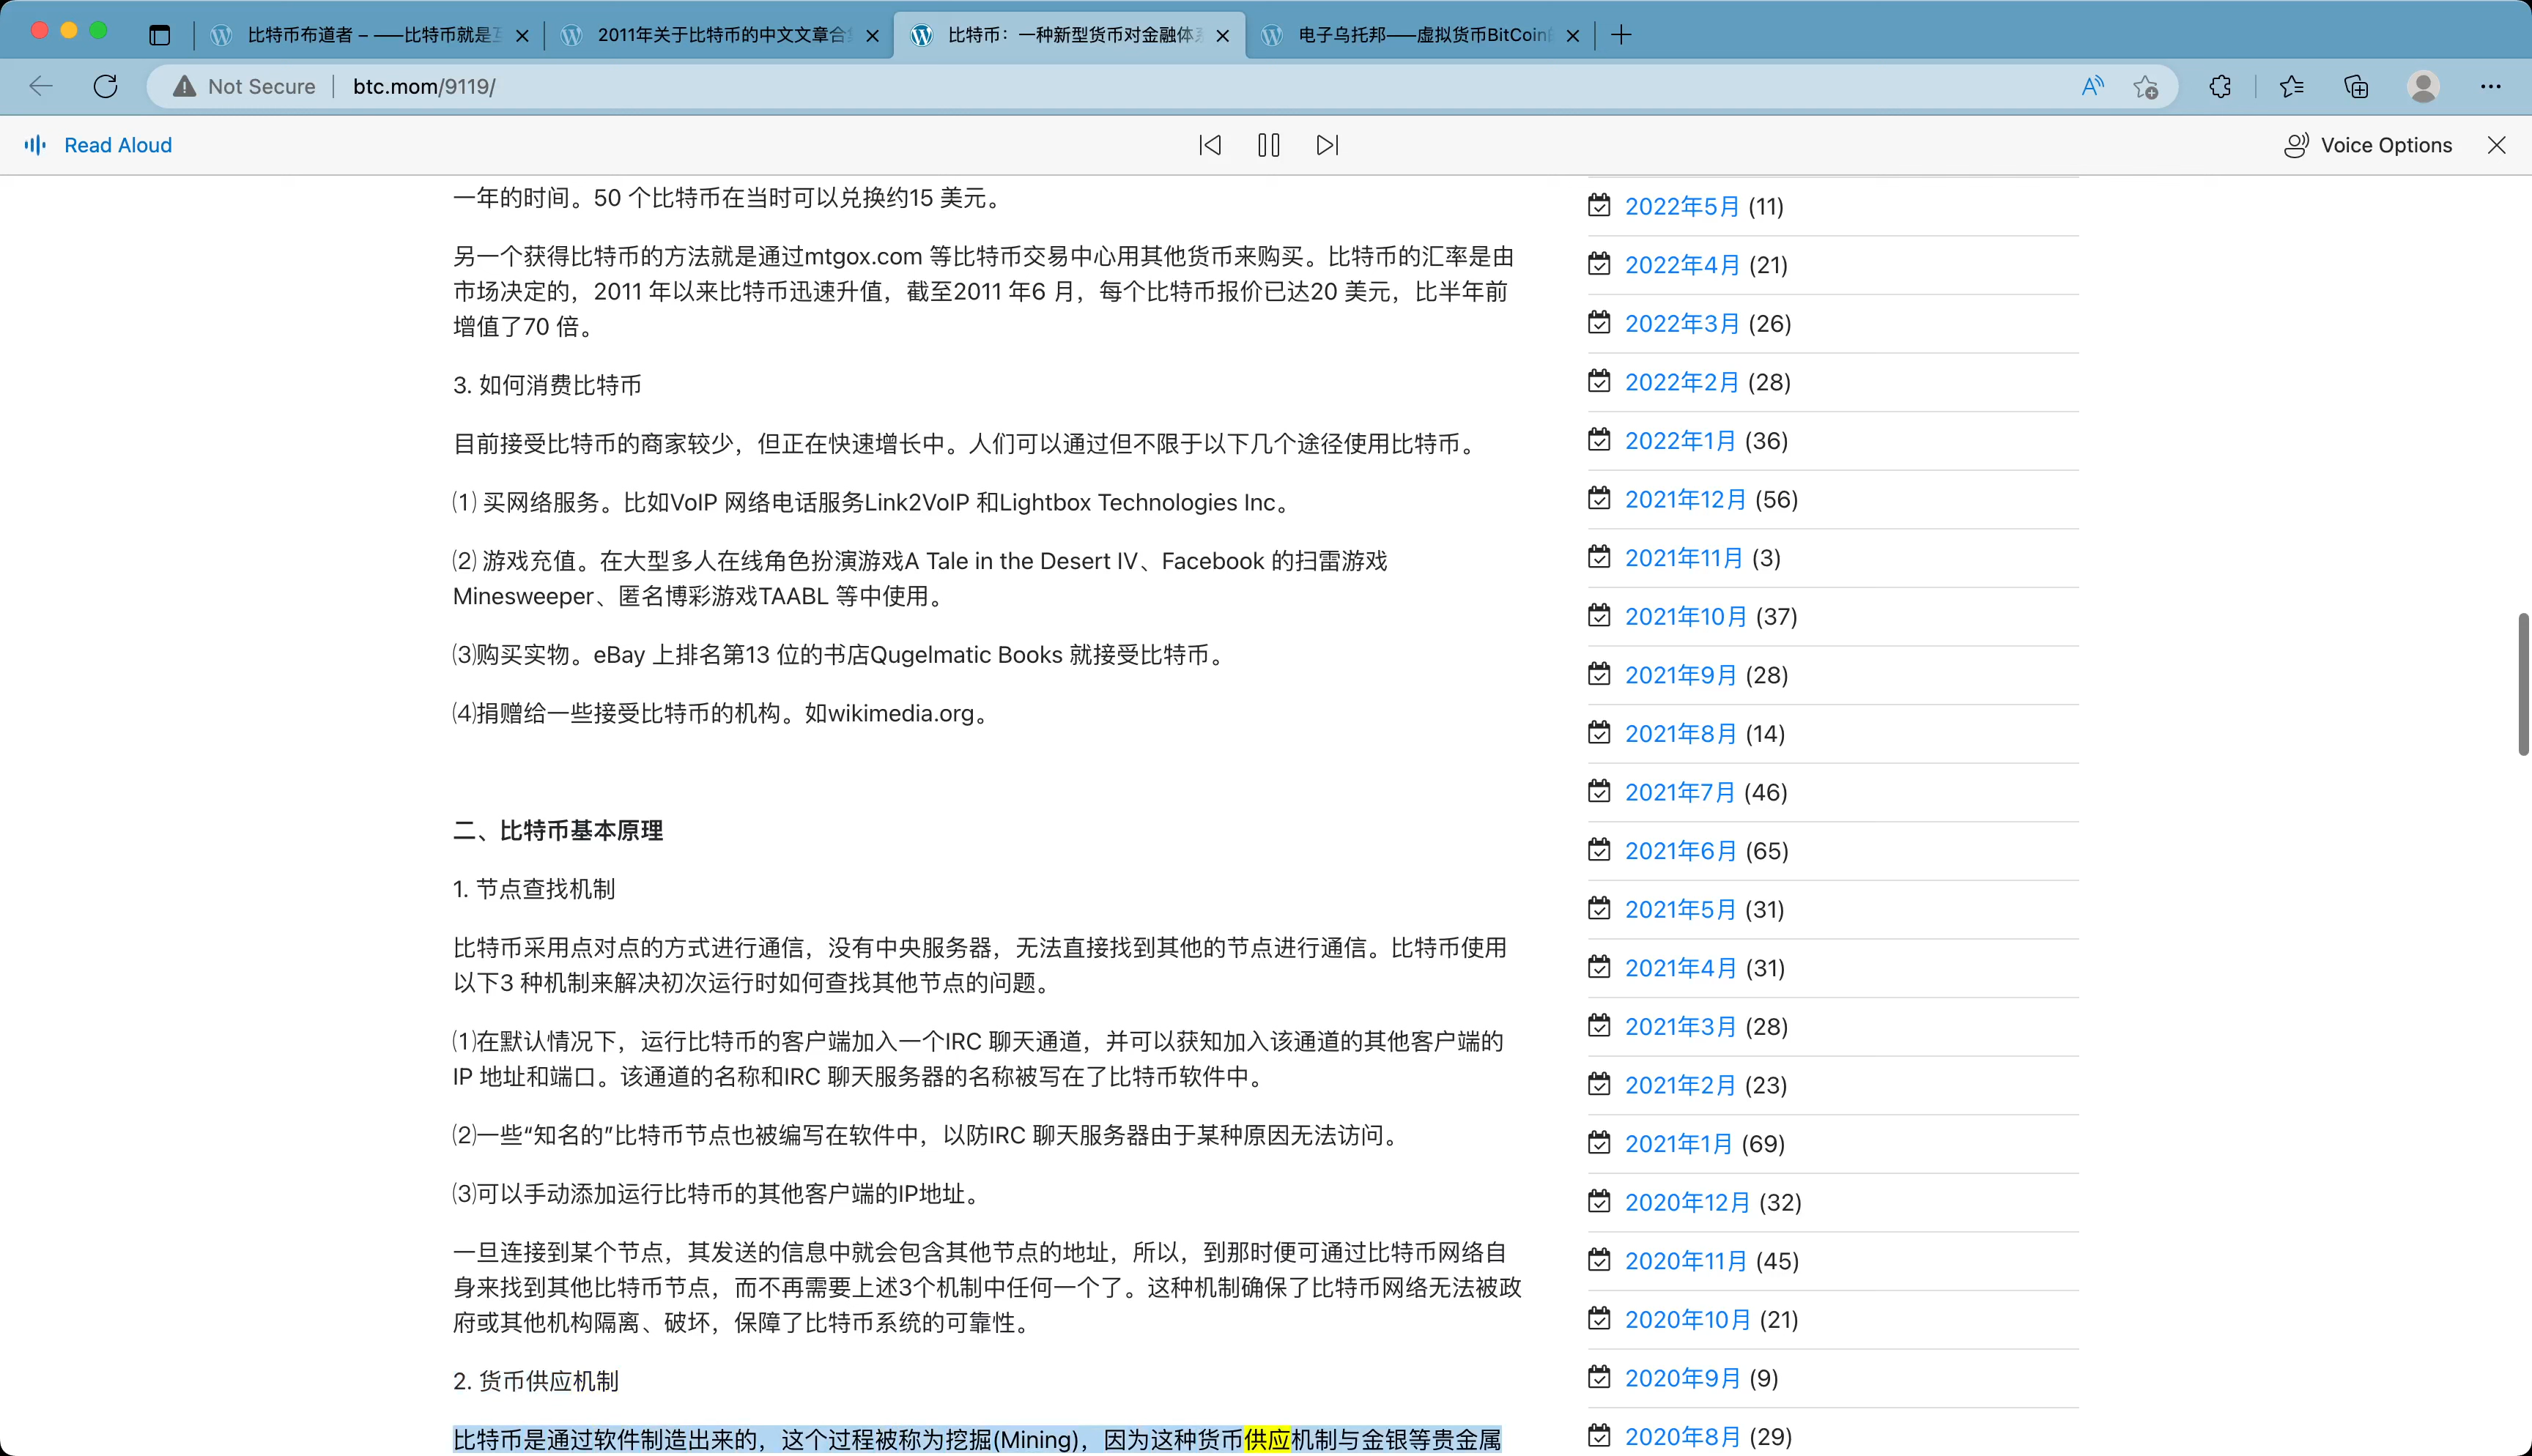 比特币布道者 – ——比特币就是互
2011年关于比特币的中文文章合集
比特币：一种新型货币对金融体系
电子乌托邦——虚拟货币BitCoin的
Not Secure
btc.mom/9119/
Read Aloud
Voice Options
一年的时间。50 个比特币在当时可以兑换约15 美元。
另一个获得比特币的方法就是通过mtgox.com 等比特币交易中心用其他货币来购买。比特币的汇率是由
市场决定的，2011 年以来比特币迅速升值，截至2011 年6 月，每个比特币报价已达20 美元，比半年前
增值了70 倍。
3. 如何消费比特币
目前接受比特币的商家较少，但正在快速增长中。人们可以通过但不限于以下几个途径使用比特币。
⑴ 买网络服务。比如VoIP 网络电话服务Link2VoIP 和Lightbox Technologies Inc。
⑵ 游戏充值。在大型多人在线角色扮演游戏A Tale in the Desert IV、Facebook 的扫雷游戏
Minesweeper、匿名博彩游戏TAABL 等中使用。
⑶购买实物。eBay 上排名第13 位的书店Qugelmatic Books 就接受比特币。
⑷捐赠给一些接受比特币的机构。如wikimedia.org。
二、比特币基本原理
1. 节点查找机制
比特币采用点对点的方式进行通信，没有中央服务器，无法直接找到其他的节点进行通信。比特币使用
以下3 种机制来解决初次运行时如何查找其他节点的问题。
⑴在默认情况下，运行比特币的客户端加入一个IRC 聊天通道，并可以获知加入该通道的其他客户端的
IP 地址和端口。该通道的名称和IRC 聊天服务器的名称被写在了比特币软件中。
⑵一些“知名的”比特币节点也被编写在软件中，以防IRC 聊天服务器由于某种原因无法访问。
⑶可以手动添加运行比特币的其他客户端的IP地址。
一旦连接到某个节点，其发送的信息中就会包含其他节点的地址，所以，到那时便可通过比特币网络自
身来找到其他比特币节点，而不再需要上述3个机制中任何一个了。这种机制确保了比特币网络无法被政
府或其他机构隔离、破坏，保障了比特币系统的可靠性。
2. 货币供应机制
比特币是通过软件制造出来的，这个过程被称为挖掘(Mining)，因为这种货币供应机制与金银等贵金属
2022年5月 (11)
2022年4月 (21)
2022年3月 (26)
2022年2月 (28)
2022年1月 (36)
2021年12月 (56)
2021年11月 (3)
2021年10月 (37)
2021年9月 (28)
2021年8月 (14)
2021年7月 (46)
2021年6月 (65)
2021年5月 (31)
2021年4月 (31)
2021年3月 (28)
2021年2月 (23)
2021年1月 (69)
2020年12月 (32)
2020年11月 (45)
2020年10月 (21)
2020年9月 (9)
2020年8月 (29)